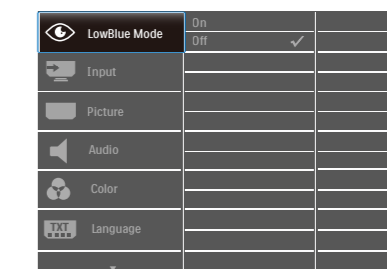 LowBlue Mode
On
Off
Input
Picture
Audio
Color
TXT
Language